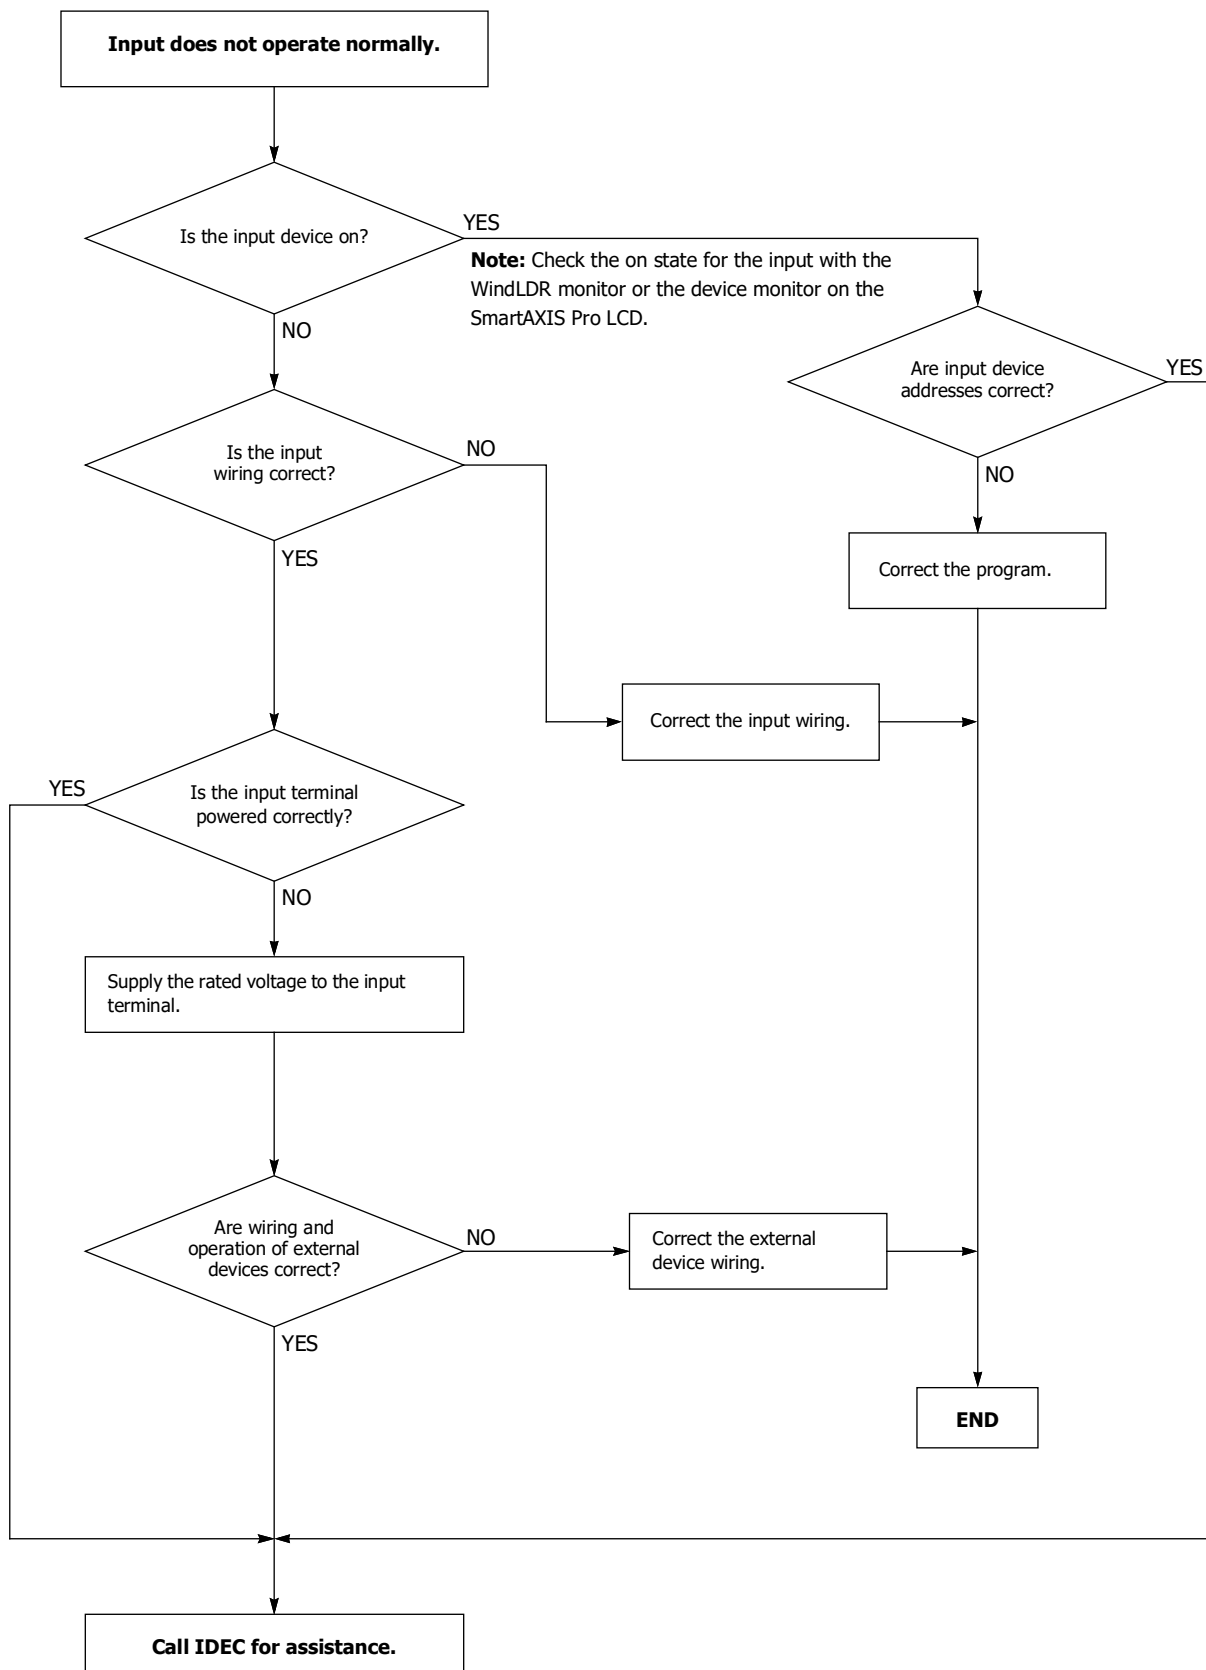 Input does not operate normally.
Is the input device on?
YES
Note: Check the on state for the input with the
WindLDR monitor or the device monitor on the
SmartAXIS Pro LCD.
NO
Are input device
addresses correct?
YES
NO
Is the input
wiring correct?
NO
YES
Correct the program.
Correct the input wiring.
Is the input terminal
powered correctly?
YES
NO
Supply the rated voltage to the input
terminal.
Are wiring and
operation of external
devices correct?
NO
YES
Correct the external
device wiring.
END
Call IDEC for assistance.